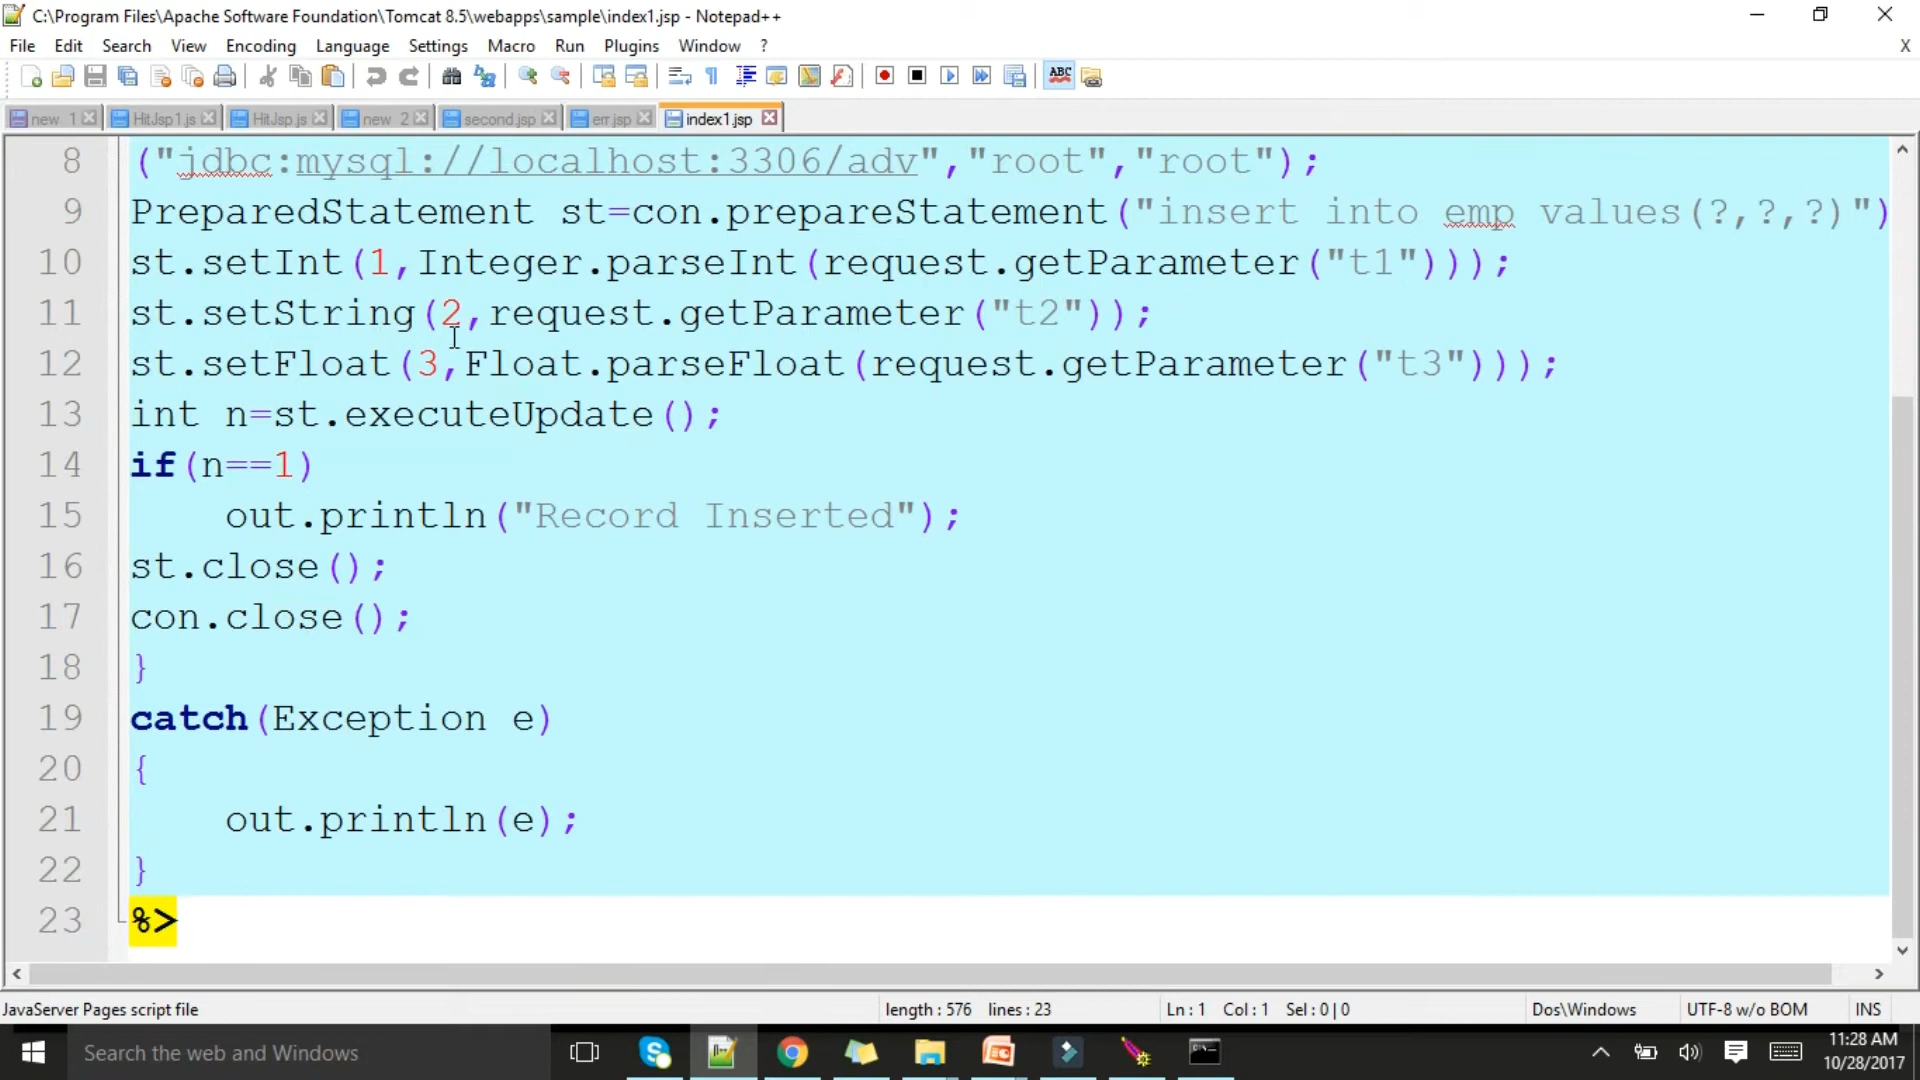 C:\Program Files\Apache Software Foundation\Tomcat 8.5\webapps\sample\index1.jsp - Notepad++
File Edit Search View Encoding Language Settings Macro Run Plugins Window ? X
ABC
new 1 HitJsp1.js HitJsp.js new 2 second.jsp err.jsp index1.jsp
8 ("jdbc:mysql://localhost:3306/adv","root","root");
9 PreparedStatement st=con.prepareStatement("insert into emp values(?,?,?)")
10 st.setInt(1,Integer.parseInt(request.getParameter("t1")));
11 st.setString(2,request.getParameter("t2"));
12 st.setFloat(3,Float.parseFloat(request.getParameter("t3")));
13 int n=st.executeUpdate();
14 if(n==1)
15 out.println("Record Inserted");
16 st.close();
17 con.close();
18 }
19 catch(Exception e)
20 {
21 out.println(e);
22 }
23 %>
JavaServer Pages script file length : 576 lines : 23 Ln : 1 Col : 1 Sel : 0 | 0 Dos\Windows UTF-8 w/o BOM INS
Search the web and Windows
11:28 AM
10/28/2017